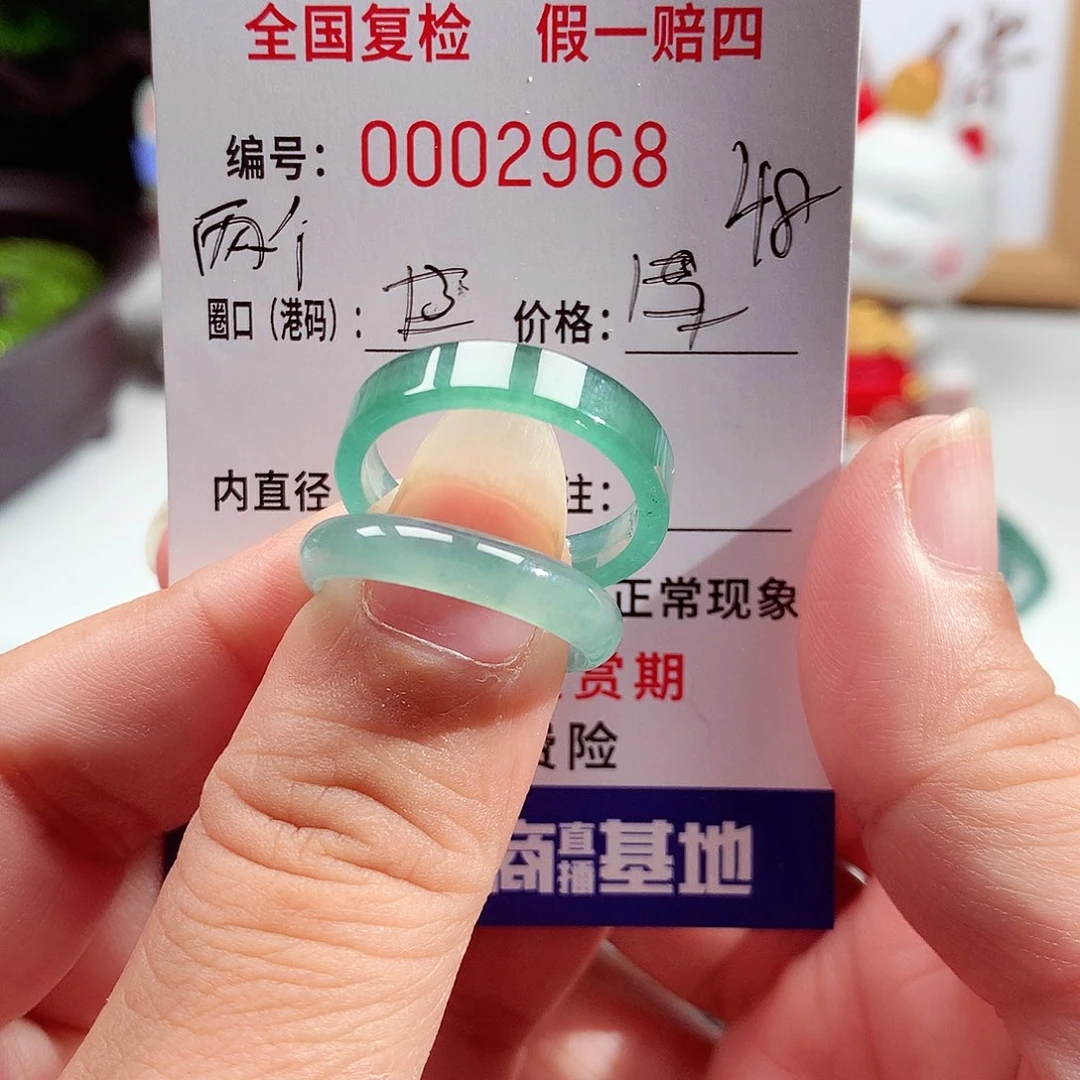 全国复检 假一赔四
编号：0002968
两个 48
圈口（港码）： 价格：
内直径 注：
正常现象
赏期
险
直播基地